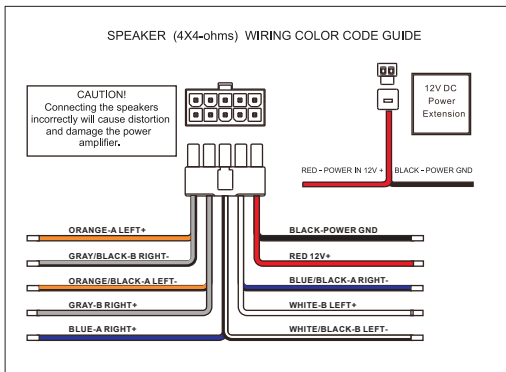 SPEAKER (4X4-ohms) WIRING COLOR CODE GUIDE
CAUTION!
Connecting the speakers
incorrectly will cause distortion
and damage the power
amplifier.
12V DC
Power
Extension
RED - POWER IN 12V +
BLACK - POWER GND
ORANGE-A LEFT+
GRAY/BLACK-B RIGHT-
ORANGE/BLACK-A LEFT-
GRAY-B RIGHT+
BLUE-A RIGHT+
BLACK-POWER GND
RED 12V+
BLUE/BLACK-A RIGHT-
WHITE-B LEFT+
WHITE/BLACK-B LEFT-